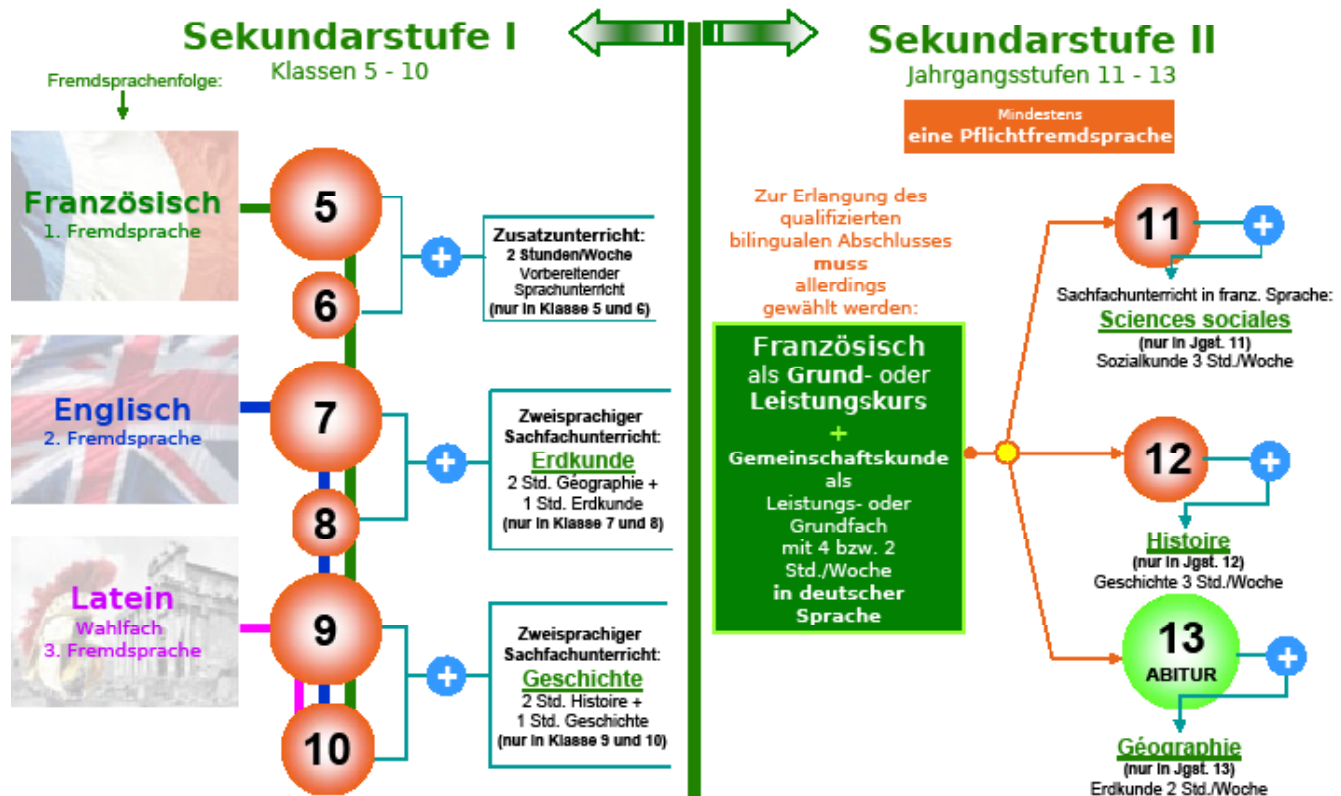 Sekundarstufe I
Klassen 5 - 10
Fremdsprachenfolge:
Französisch
1. Fremdsprache
5
6
+
Zusatzunterricht:
2 Stunden/Woche
Vorbereitender
Sprachunterricht
(nur in Klasse 5 und 6)
Englisch
2. Fremdsprache
7
8
+
Zweisprachiger
Sachfachunterricht:
Erdkunde
2 Std. Géographie +
1 Std. Erdkunde
(nur in Klasse 7 und 8)
Latein
Wahlfach
3. Fremdsprache
9
10
+
Zweisprachiger
Sachfachunterricht:
Geschichte
2 Std. Histoire +
1 Std. Geschichte
(nur in Klasse 9 und 10)
Sekundarstufe II
Jahrgangsstufen 11 - 13
Mindestens
eine Pflichtfremdsprache
Zur Erlangung des
qualifizierten
bilingualen Abschlusses
muss
allerdings
gewählt werden:
Französisch
als Grund- oder
Leistungskurs
+
Gemeinschaftskunde
als
Leistungs- oder
Grundfach
mit 4 bzw. 2
Std./Woche
in deutscher
Sprache
11
+
Sachfachunterricht in franz. Sprache:
Sciences sociales
(nur in Jgst. 11)
Sozialkunde 3 Std./Woche
12
+
Histoire
(nur in Jgst. 12)
Geschichte 3 Std./Woche
13
ABITUR
+
Géographie
(nur in Jgst. 13)
Erdkunde 2 Std./Woche